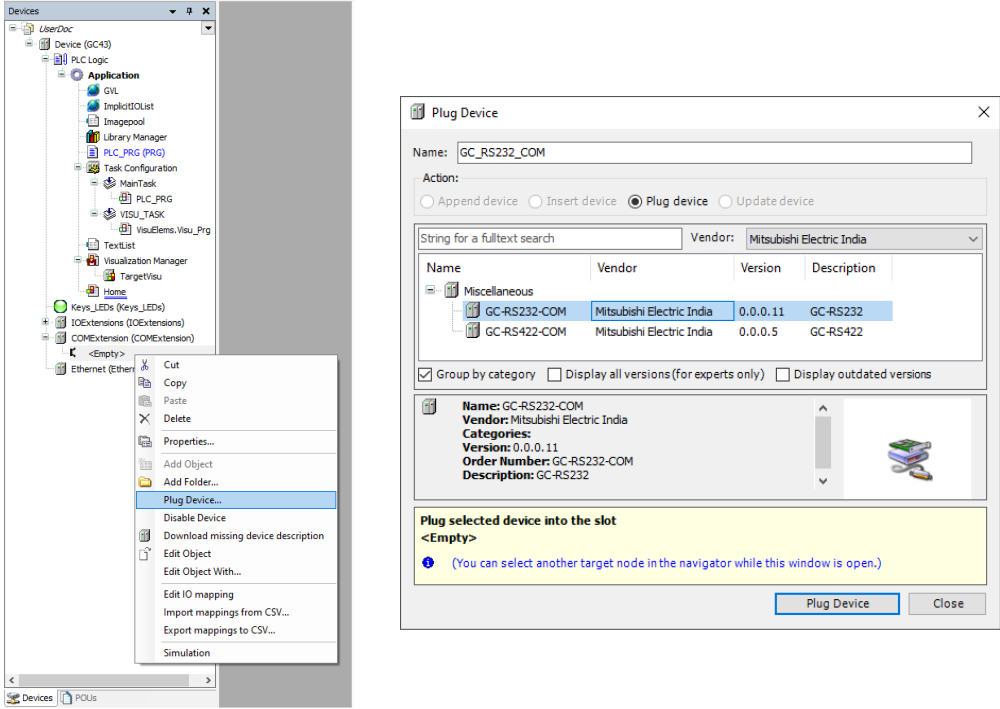 Devices
UserDoc
Device (GC43)
PLC Logic
Application
GVL
ImplicitIOList
Imagepool
Library Manager
PLC_PRG (PRG)
Task Configuration
MainTask
PLC_PRG
VISU_TASK
VisuElems.Visu_Prg
TextList
Visualization Manager
TargetVisu
Home
Keys_LEDs (Keys_LEDs)
IOExtensions (IOExtensions)
COMExtension (COMExtension)
<Empty>
Ethernet (Ethern
Cut
Copy
Paste
Delete
Properties...
Add Object
Add Folder...
Plug Device...
Disable Device
Download missing device description
Edit Object
Edit Object With...
Edit IO mapping
Import mappings from CSV...
Export mappings to CSV...
Simulation
Devices POUs
Plug Device
Name: GC_RS232_COM
Action:
Append device Insert device Plug device Update device
String for a fulltext search Vendor: Mitsubishi Electric India
Name Vendor Version Description
Miscellaneous
GC-RS232-COM Mitsubishi Electric India 0.0.0.11 GC-RS232
GC-RS422-COM Mitsubishi Electric India 0.0.0.5 GC-RS422
Group by category Display all versions (for experts only) Display outdated versions
Name: GC-RS232-COM
Vendor: Mitsubishi Electric India
Categories:
Version: 0.0.0.11
Order Number: GC-RS232-COM
Description: GC-RS232
Plug selected device into the slot
<Empty>
(You can select another target node in the navigator while this window is open.)
Plug Device Close